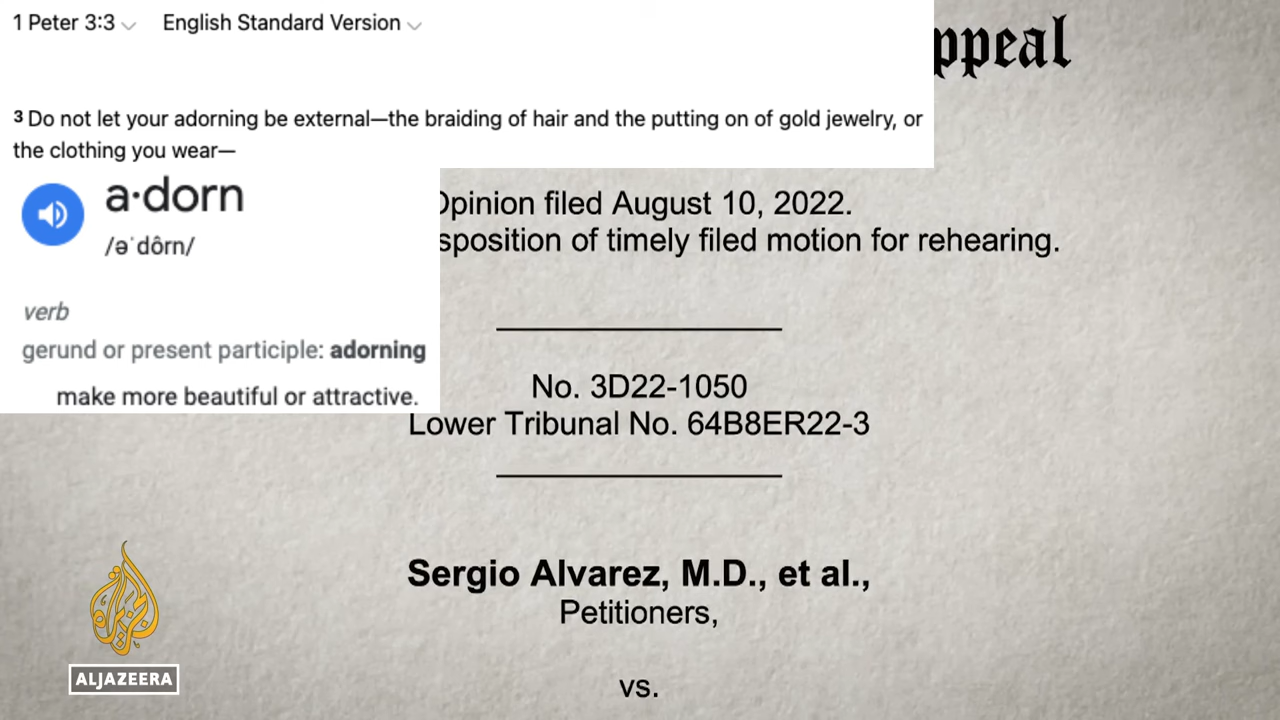 1 Peter 3:3 English Standard Version
ppeal
3 Do not let your adorning be external—the braiding of hair and the putting on of gold jewelry, or
the clothing you wear—
a·dorn
/əˈdôrn/
verb
gerund or present participle: adorning
make more beautiful or attractive.
Opinion filed August 10, 2022.
sposition of timely filed motion for rehearing.
No. 3D22-1050
Lower Tribunal No. 64B8ER22-3
Sergio Alvarez, M.D., et al.,
Petitioners,
vs.
الجزيرة
ALJAZEERA